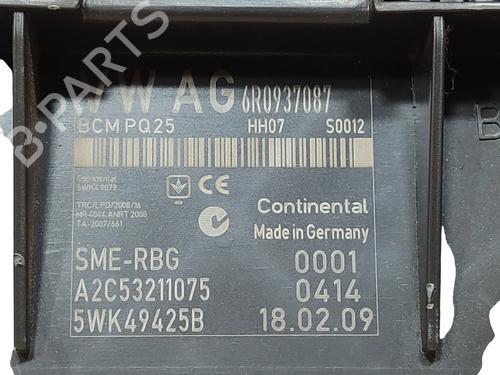 VW AG 6R0937087
BCM PQ25 HH07 S0012
Continental
5WK4 9079
TRC/LPD/2008/16
MR 4044 ANRT 2008
TA-2007/661
CE
Continental
Made in Germany
SME-RBG 0001
A2C53211075 0414
5WK49425B 18.02.09
B-PARTS
B